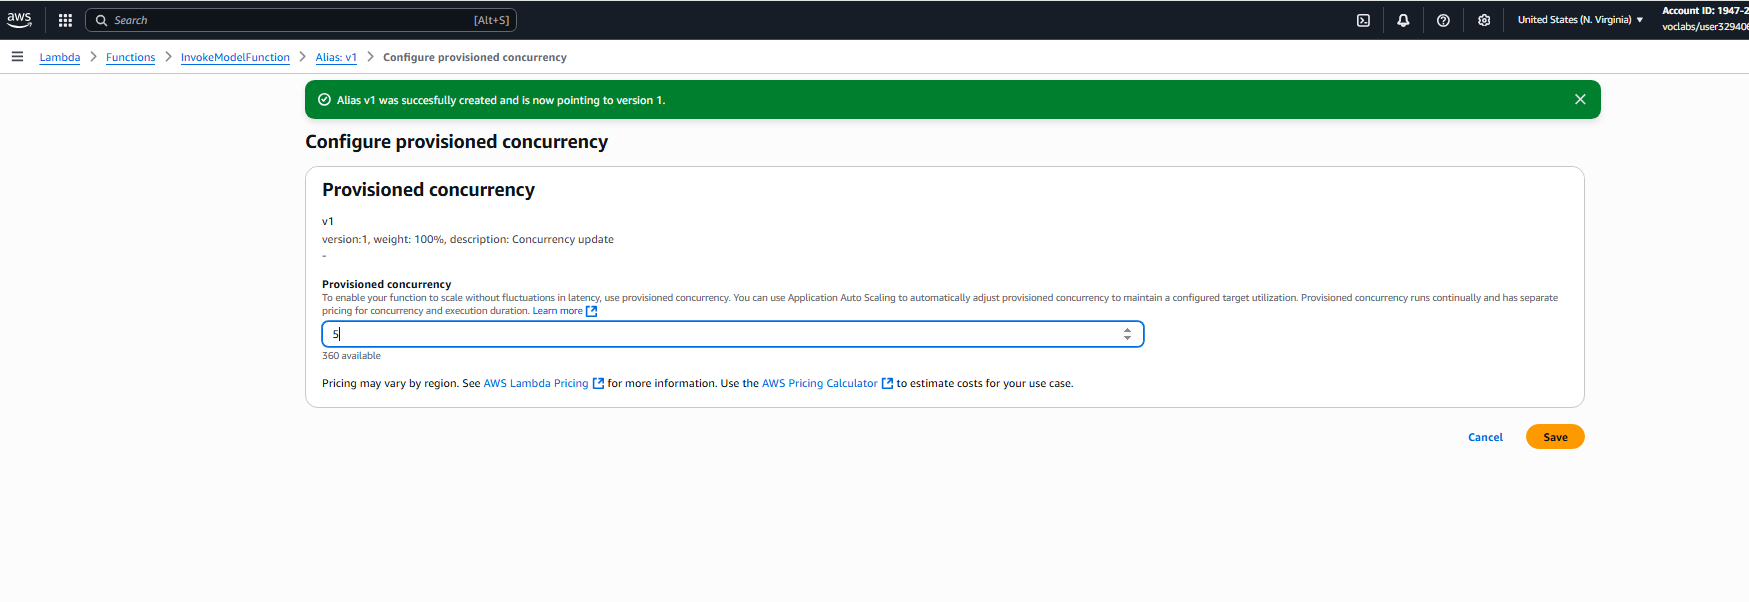 aws
Search [Alt+S]
United States (N. Virginia)
Account ID: 1947-2
voclabs/user32940
Lambda > Functions > InvokeModelFunction > Alias: v1 > Configure provisioned concurrency
Alias v1 was succesfully created and is now pointing to version 1.
Configure provisioned concurrency
Provisioned concurrency
v1
version:1, weight: 100%, description: Concurrency update
-
Provisioned concurrency
To enable your function to scale without fluctuations in latency, use provisioned concurrency. You can use Application Auto Scaling to automatically adjust provisioned concurrency to maintain a configured target utilization. Provisioned concurrency runs continually and has separate
pricing for concurrency and execution duration. Learn more
5
360 available
Pricing may vary by region. See AWS Lambda Pricing for more information. Use the AWS Pricing Calculator to estimate costs for your use case.
Cancel
Save